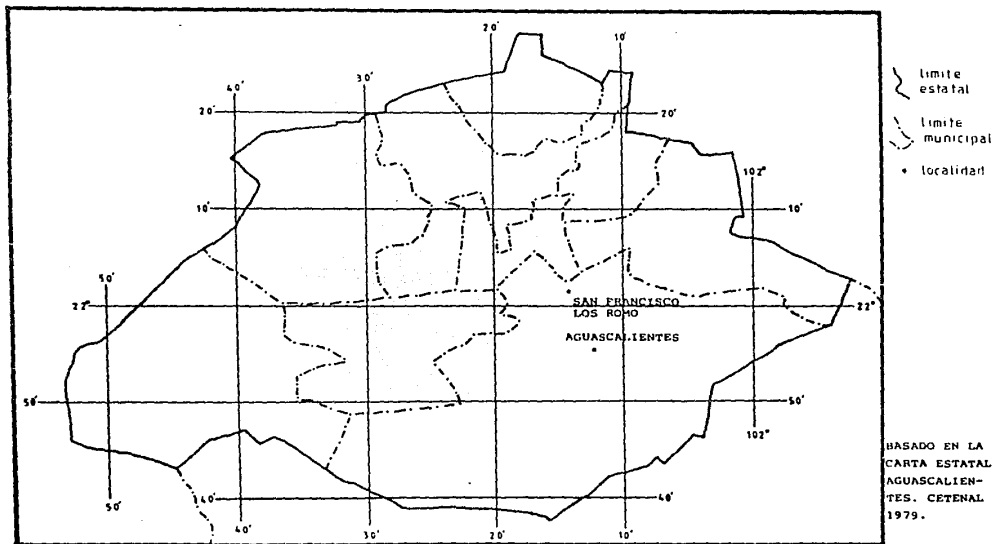 20'
10'
30'
40'
20'
20'
102°
10'
10'
50'
22°
22°
SAN FRANCISCO
LOS ROMO
AGUASCALIENTES
50'
50'
102°
40'
40'
50'
30'
20'
10'
limite
estatal
limite
municipal
localidad
BASADO EN LA
CARTA ESTATAL
AGUASCALIEN-
TES. CETENAL
1979.